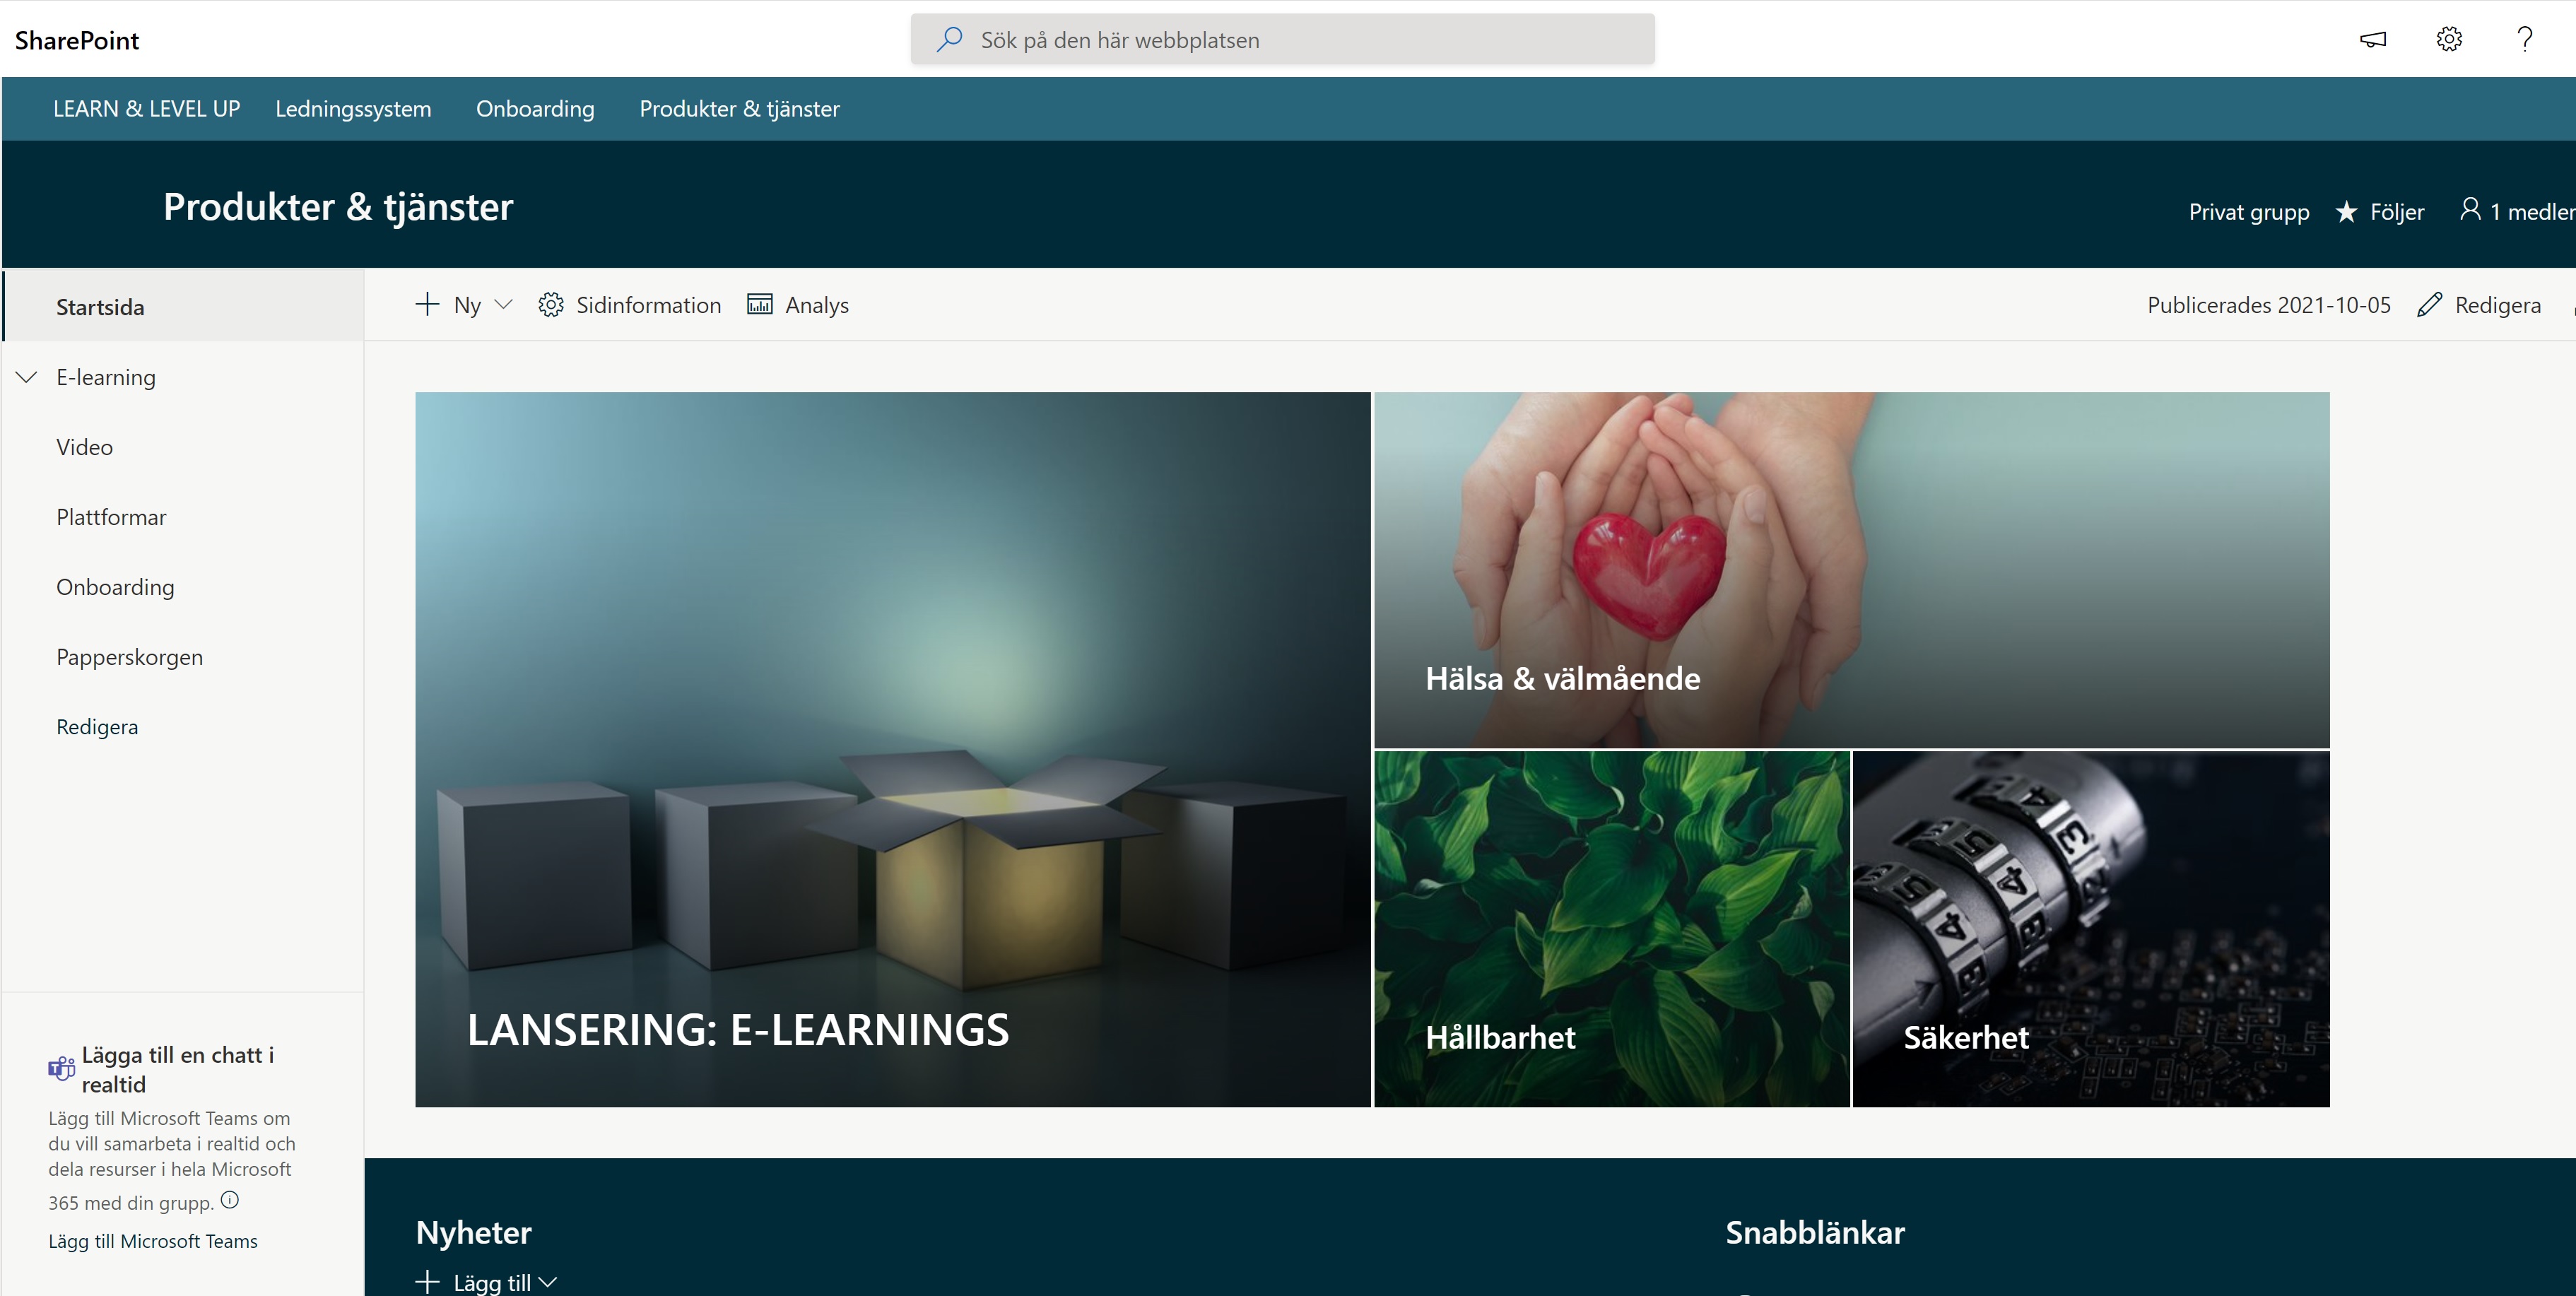 SharePoint
Sök på den här webbplatsen
LEARN & LEVEL UP Ledningssystem Onboarding Produkter & tjänster
Produkter & tjänster
Privat grupp Följer 1
Startsida
E-learning
Video
Plattformar
Onboarding
Papperskorgen
Redigera
Lägga till en chatt i
realtid
Lägg till Microsoft Teams om
du vill samarbeta i realtid och
dela resurser i hela Microsoft
365 med din grupp.
Lägg till Microsoft Teams
Ny Sidinformation Analys
Publicerades 2021-10-05 Redigera
LANSERING: E-LEARNINGS
Hälsa & välmående
Hållbarhet
Säkerhet
Nyheter
Lägg till
Snabblänkar